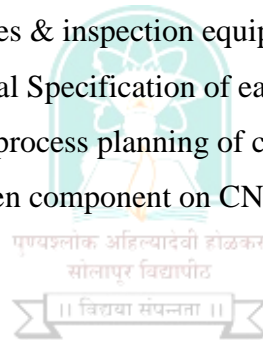 es & inspection equip
al Specification of ea
process planning of c
en component on CN
पुण्यश्लोक अहिल्यादेवी होळकर
सोलापूर विद्यापीठ
।। विद्यया संपन्नता ।।